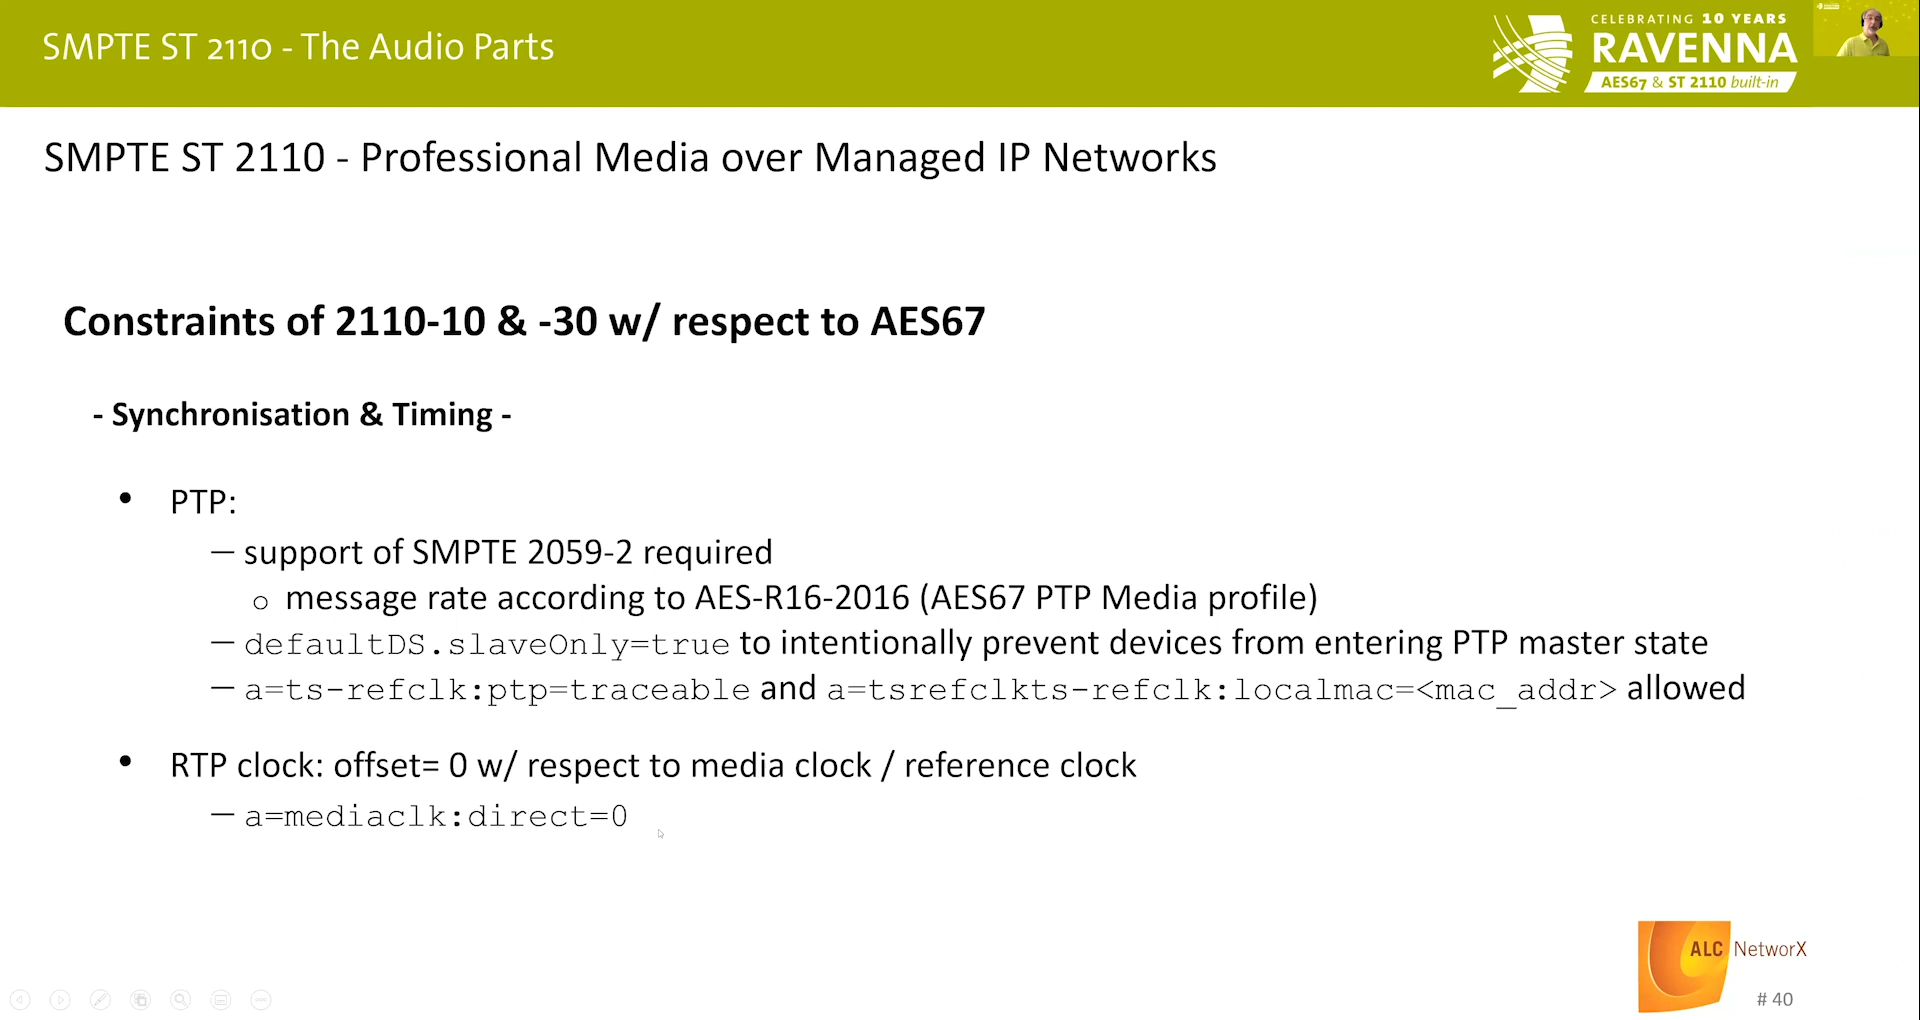 SMPTE ST 2110 - The Audio Parts
CELEBRATING 10 YEARS
RAVENNA
AES67 & ST 2110 built-in
SMPTE ST 2110 - Professional Media over Managed IP Networks
Constraints of 2110-10 & -30 w/ respect to AES67
- Synchronisation & Timing -
• PTP:
— support of SMPTE 2059-2 required
o message rate according to AES-R16-2016 (AES67 PTP Media profile)
— defaultDS.slaveOnly=true to intentionally prevent devices from entering PTP master state
— a=ts-refclk:ptp=traceable and a=tsrefclkts-refclk:localmac=<mac_addr> allowed
• RTP clock: offset= 0 w/ respect to media clock / reference clock
— a=mediaclk:direct=0
ALC NetworX
# 40